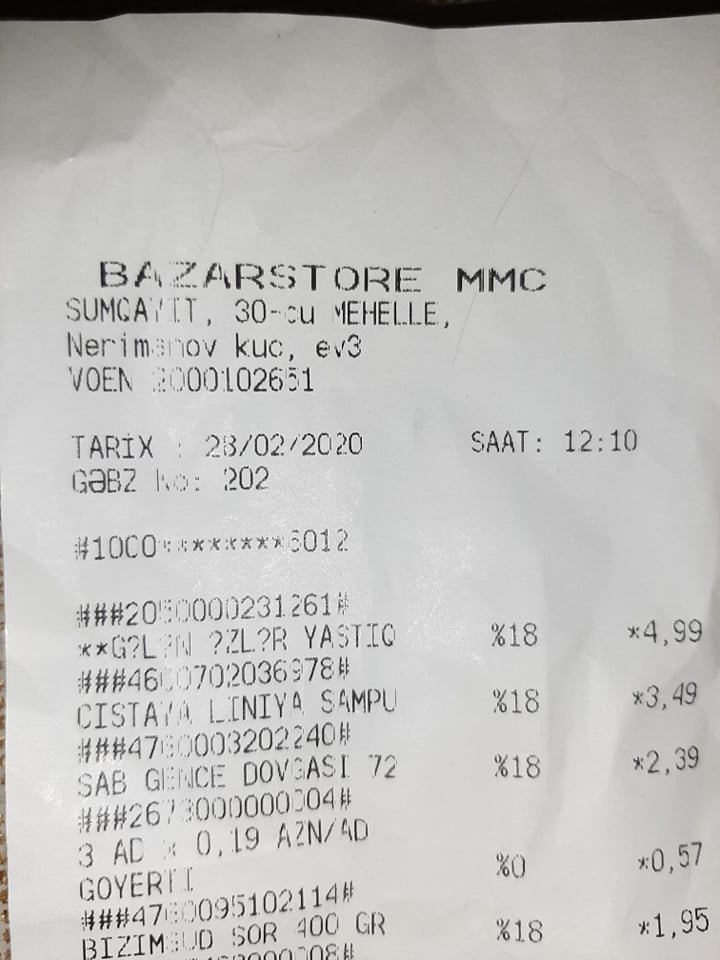 BAZARSTORE MMC
SUMQAYIT, 30-cu MEHELLE,
Nerimanov kuc, ev3
VOEN 2000102651
TARİX : 28/02/2020 SAAT: 12:10
GƏBZ No: 202
#1000********6012
###2050000231261#
**G?L?N ?ZL?R YASTIQ %18 *4,99
###4600702036978#
CISTAYA LINIYA SAMPU %18 *3,49
###4760003202240#
SAB GENCE DOVGASI 72 %18 *2,39
###2673000000004#
3 AD x 0,19 AZN/AD
GOYERTI %0 *0,57
###4760095102114#
BIZIMSUD SOR 400 GR %18 *1,95